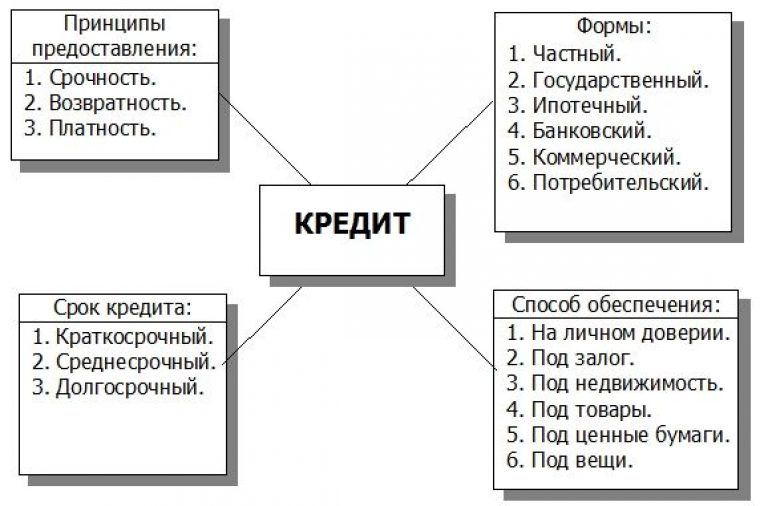 Принципы
предоставления:
1. Срочность.
2. Возвратность.
3. Платность.
Формы:
1. Частный.
2. Государственный.
3. Ипотечный.
4. Банковский.
5. Коммерческий.
6. Потребительский.
КРЕДИТ
Срок кредита:
1. Краткосрочный.
2. Среднесрочный.
3. Долгосрочный.
Способ обеспечения:
1. На личном доверии.
2. Под залог.
3. Под недвижимость.
4. Под товары.
5. Под ценные бумаги.
6. Под вещи.